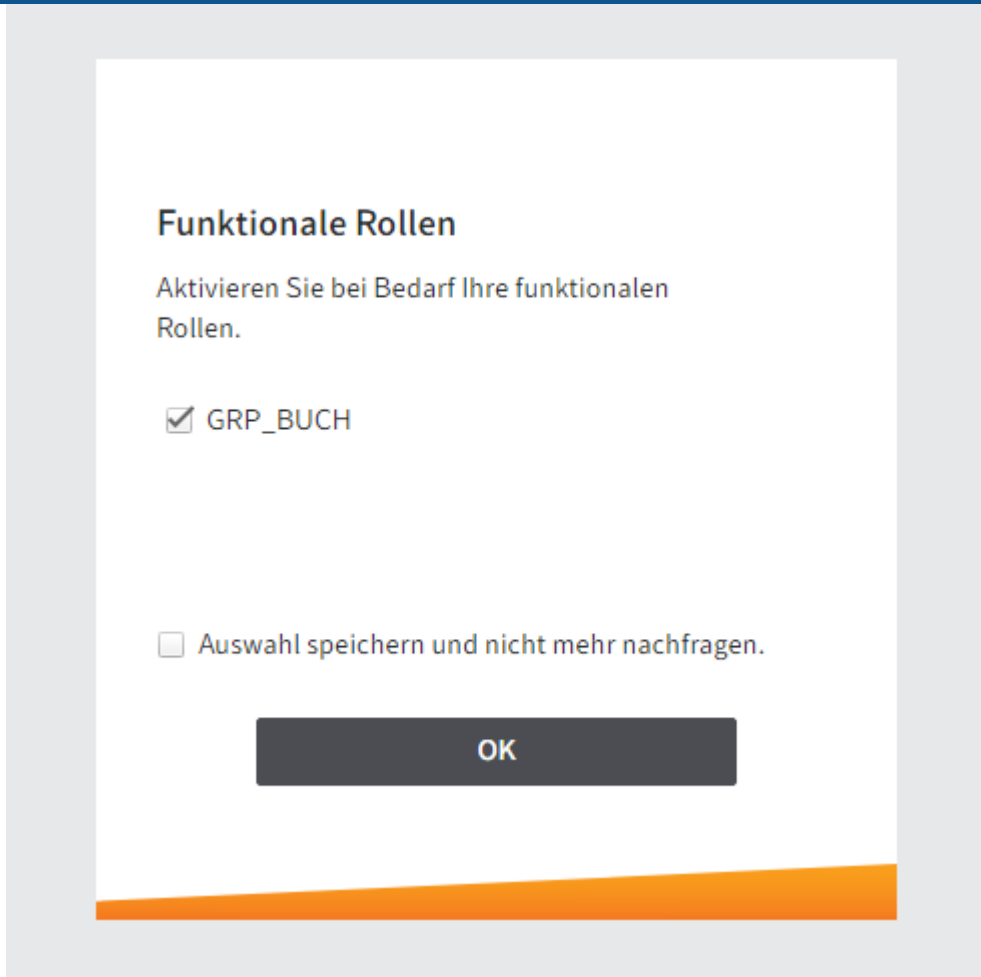 Funktionale Rollen
Aktivieren Sie bei Bedarf Ihre funktionalen
Rollen.
GRP_BUCH
Auswahl speichern und nicht mehr nachfragen.
OK